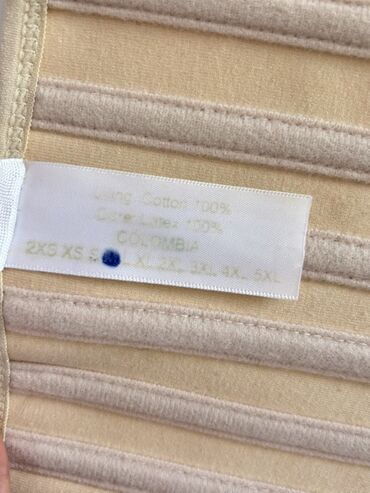 Lining Cotton 100%
Outer Latex 100%
COLOMBIA
2XS XS S L XL 2XL 3XL 4XL 5XL